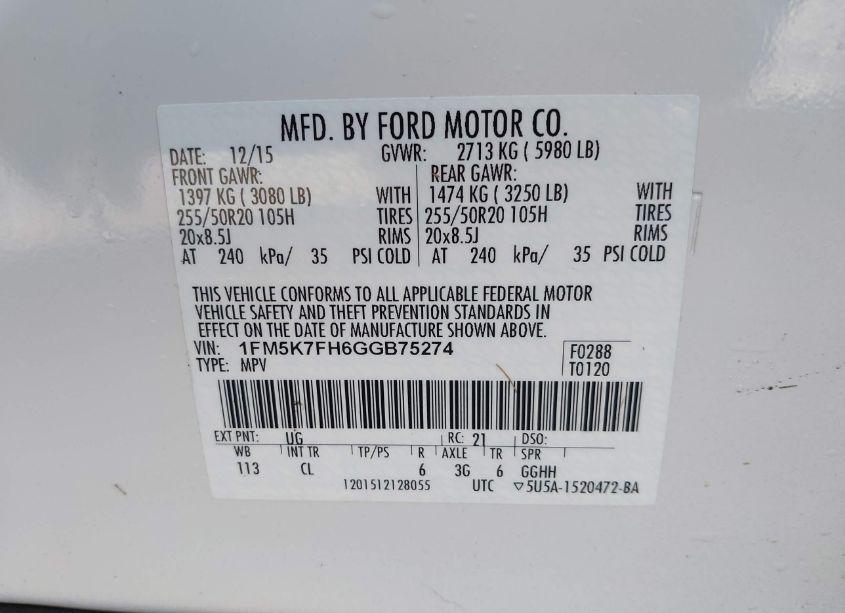 MFD. BY FORD MOTOR CO.
DATE: 12/15 GVWR: 2713 KG ( 5980 LB)
FRONT GAWR: REAR GAWR:
1397 KG ( 3080 LB) WITH 1474 KG ( 3250 LB) WITH
255/50R20 105H TIRES 255/50R20 105H TIRES
20x8.5J RIMS 20x8.5J RIMS
AT 240 kPa/ 35 PSI COLD AT 240 kPa/ 35 PSI COLD
THIS VEHICLE CONFORMS TO ALL APPLICABLE FEDERAL MOTOR
VEHICLE SAFETY AND THEFT PREVENTION STANDARDS IN
EFFECT ON THE DATE OF MANUFACTURE SHOWN ABOVE.
VIN: 1FM5K7FH6GGB75274 F0288
TYPE: MPV T0120
EXT PNT: UG RC: 21 DSO:
WB INT TR TP/PS R AXLE TR SPR
113 CL 6 3G 6 GGHH
1201512128055 UTC ▽5U5A-1520472-BA